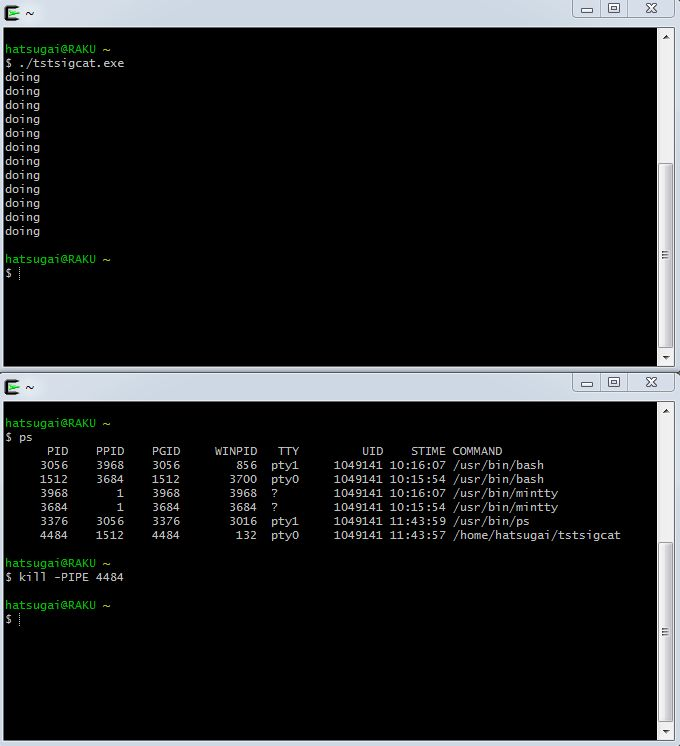 ~
hatsugai@RAKU ~
$ ./tstsigcat.exe
doing
doing
doing
doing
doing
doing
doing
doing
doing
doing
doing
doing
hatsugai@RAKU ~
$
~
hatsugai@RAKU ~
$ ps
PID PPID PGID WINPID TTY UID STIME COMMAND
3056 3968 3056 856 pty1 1049141 10:16:07 /usr/bin/bash
1512 3684 1512 3700 pty0 1049141 10:15:54 /usr/bin/bash
3968 1 3968 3968 ? 1049141 10:16:07 /usr/bin/mintty
3684 1 3684 3684 ? 1049141 10:15:54 /usr/bin/mintty
3376 3056 3376 3016 pty1 1049141 11:43:59 /usr/bin/ps
4484 1512 4484 132 pty0 1049141 11:43:57 /home/hatsugai/tstsigcat
hatsugai@RAKU ~
$ kill -PIPE 4484
hatsugai@RAKU ~
$